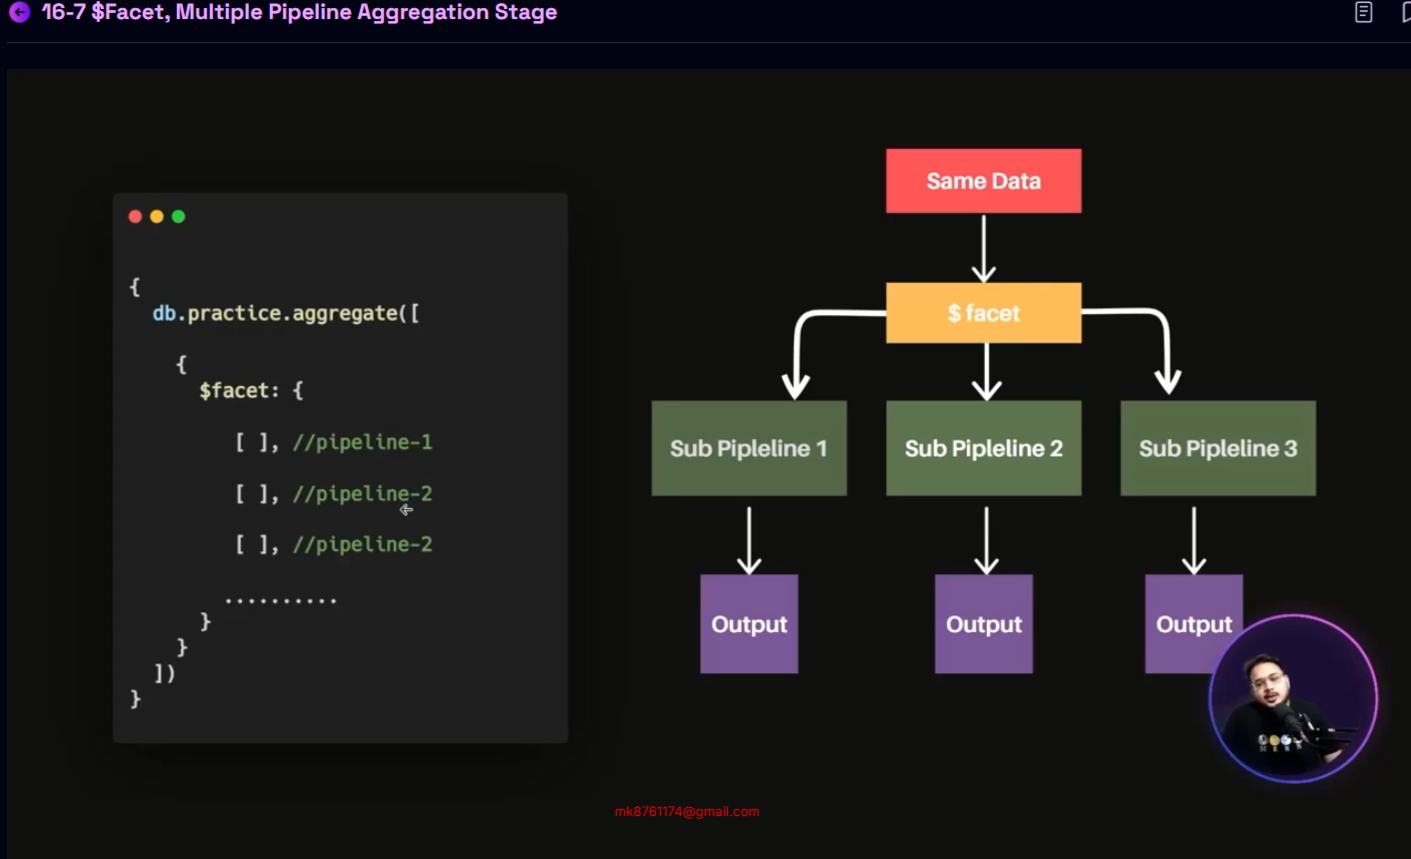 16-7 $Facet, Multiple Pipeline Aggregation Stage
{
db.practice.aggregate([
{
$facet: {
[ ], //pipeline-1
[ ], //pipeline-2
[ ], //pipeline-2
..........
}
}
])
}
Same Data
$ facet
Sub Pipleline 1
Sub Pipleline 2
Sub Pipleline 3
Output
Output
Output
mk8761174@gmail.com